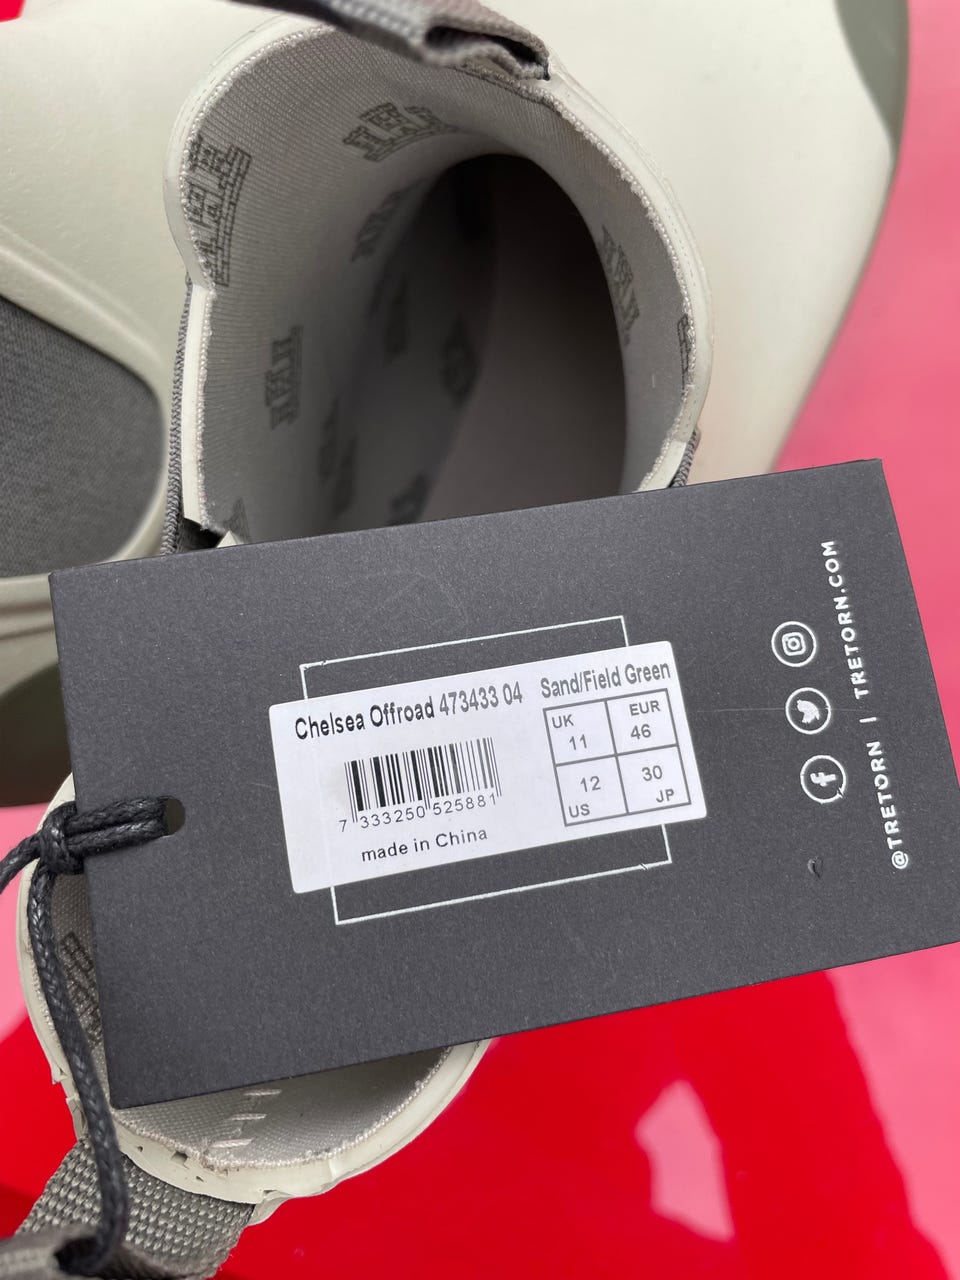 Chelsea Offroad 473433 04
Sand/Field Green
UK
11
EUR
46
12
US
30
JP
7 333250 525881
made in China
@TRETORN | TRETORN.COM